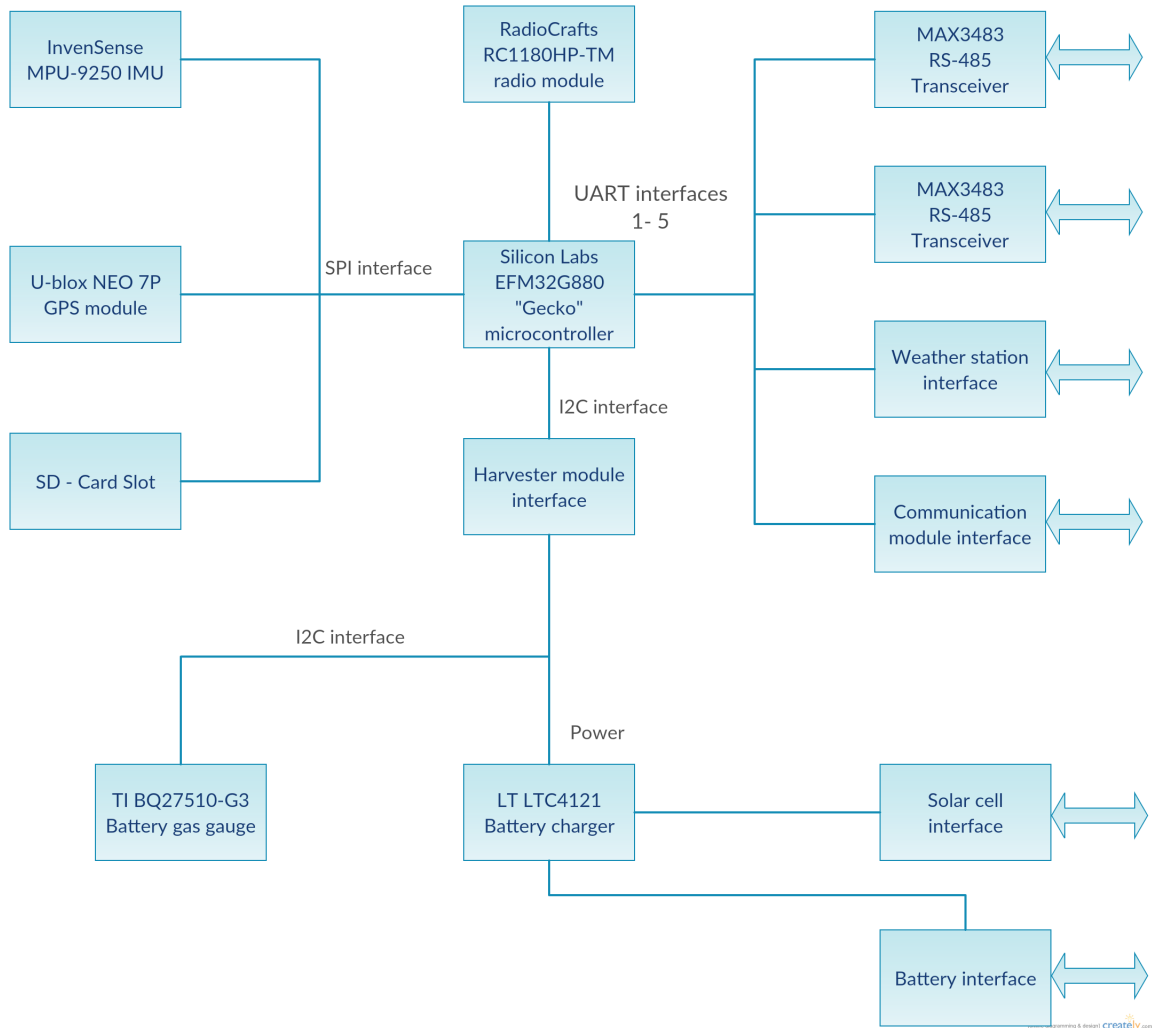 InvenSense
MPU-9250 IMU
RadioCrafts
RC1180HP-TM
radio module
MAX3483
RS-485
Transceiver
UART interfaces
1- 5
MAX3483
RS-485
Transceiver
U-blox NEO 7P
GPS module
SPI interface
Silicon Labs
EFM32G880
"Gecko"
microcontroller
Weather station
interface
I2C interface
SD - Card Slot
Harvester module
interface
Communication
module interface
I2C interface
Power
TI BQ27510-G3
Battery gas gauge
LT LTC4121
Battery charger
Solar cell
interface
Battery interface
creately.com